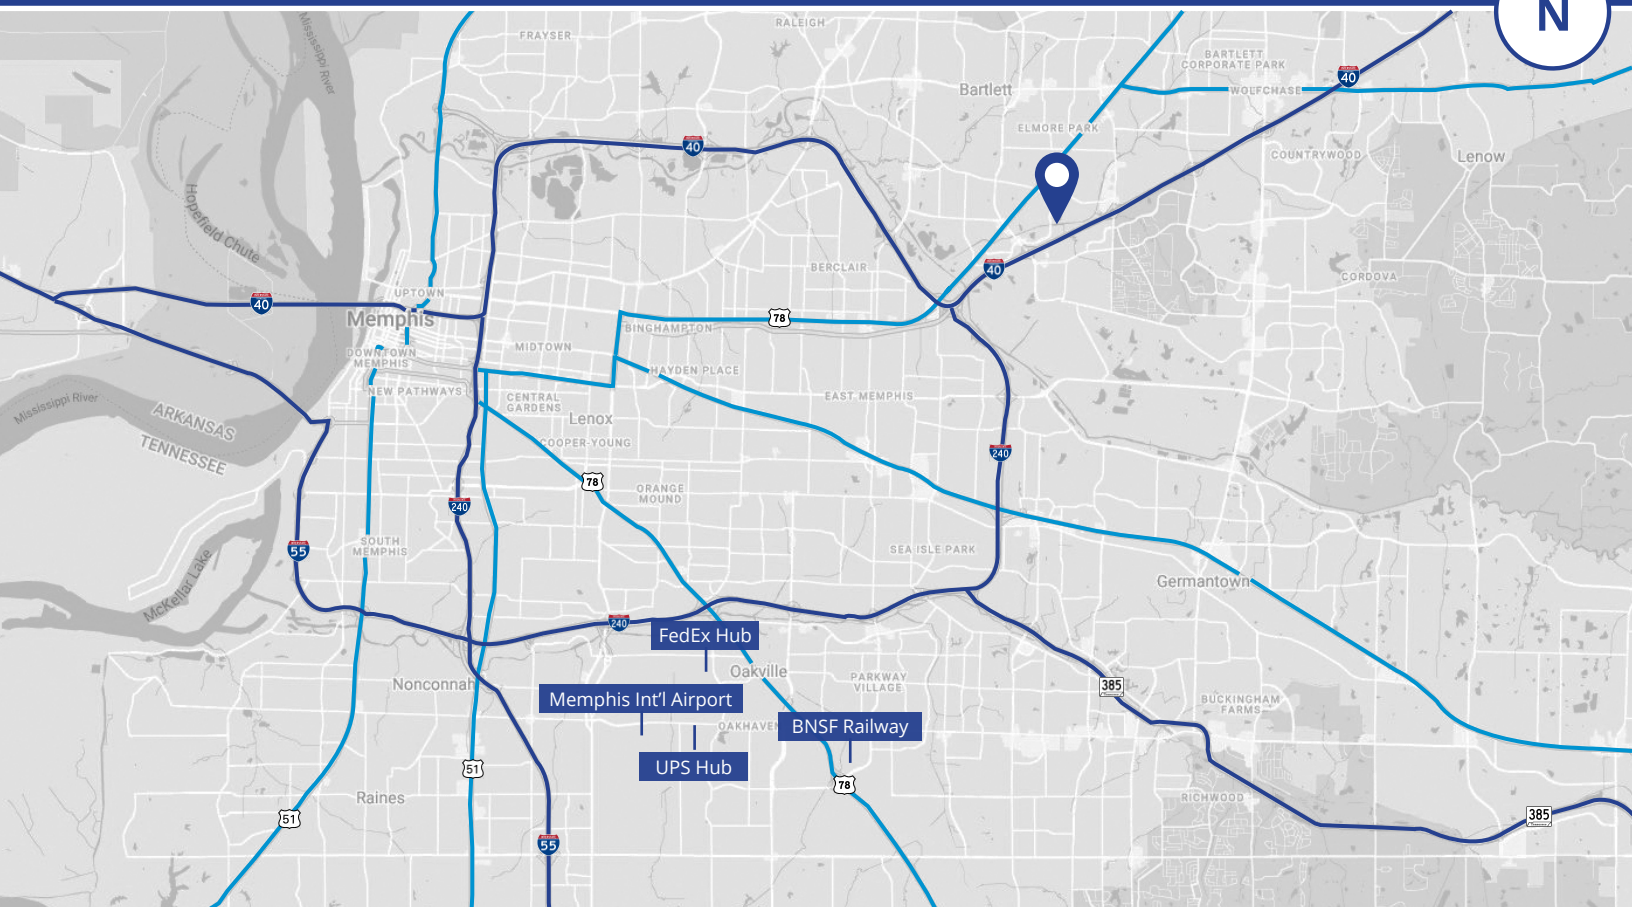 N
RALEIGH
FRAYSER
Mississippi River
BARTLETT
CORPORATE PARK
40
Bartlett
WOLFCHASE
ELMORE PARK
40
COUNTRYWOOD
Lenow
Hopefield Chute
BERCLAIR
40
CORDOVA
UPTOWN
40
Memphis
78
BINGHAMPTON
MIDTOWN
DOWNTOWN
MEMPHIS
HAYDEN PLACE
NEW PATHWAYS
Mississippi River
CENTRAL
GARDENS
EAST MEMPHIS
ARKANSAS
TENNESSEE
Lenox
COOPER-YOUNG
240
78
ORANGE
MOUND
240
SOUTH
MEMPHIS
55
SEA ISLE PARK
McKellar Lake
Germantown
240
FedEx Hub
Oakville
PARKWAY
VILLAGE
Nonconnah
385
Memphis Int'l Airport
BUCKINGHAM
FARMS
OAKHAVEN
BNSF Railway
51
UPS Hub
78
Raines
RICHWOOD
51
385
55